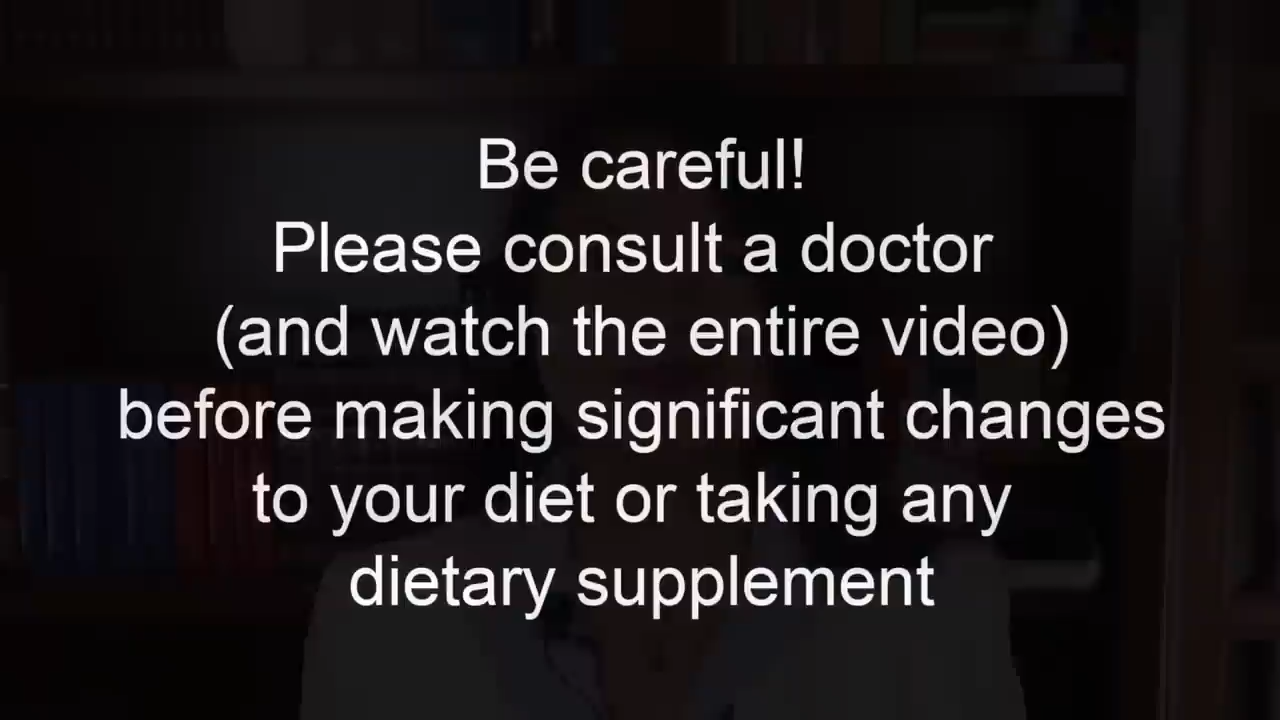 Be careful!
Please consult a doctor
(and watch the entire video)
before making significant changes
to your diet or taking any
dietary supplement